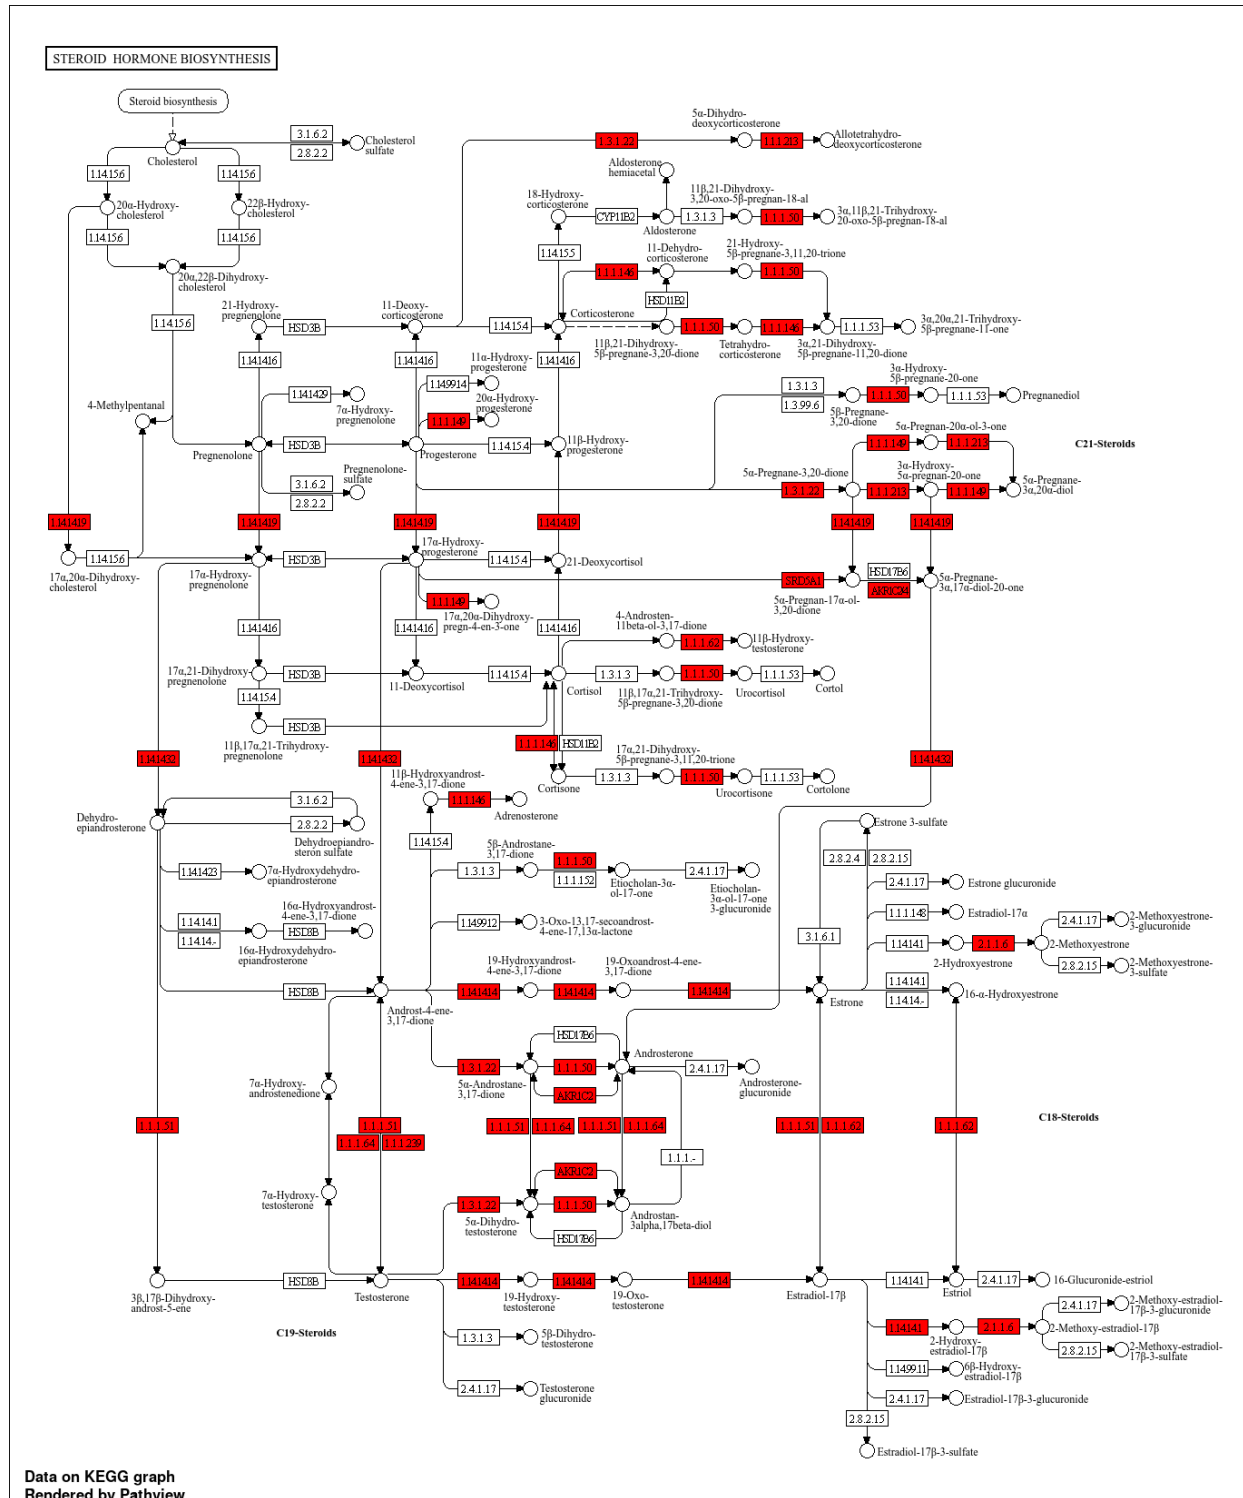 STEROID HORMONE BIOSYNTHESIS
Steroid biosynthesis
3.1.6.2
2.8.2.2
Cholesterol
sulfate
Cholesterol
1.14.15.6
1.14.15.6
20α-Hydroxy-
cholesterol
22β-Hydroxy-
cholesterol
1.14.15.6
1.14.15.6
20α,22β-Dihydroxy-
cholesterol
1.14.15.6
4-Methylpentanal
5α-Dihydro-
deoxycorticosterone
1.3.1.22
1.1.1.213
Allotetrahydro-
deoxycorticosterone
Aldosterone
hemiacetal
18-Hydroxy-
corticosterone
CYP11B2
Aldosterone
11β,21-Dihydroxy-
3,20-oxo-5β-pregnan-18-al
1.3.1.3
1.1.1.50
3α,11β,21-Trihydroxy-
20-oxo-5β-pregnan-18-al
1.14.15.5
11-Dehydro-
corticosterone
21-Hydroxy-
5β-pregnane-3,11,20-trione
1.1.1.146
1.1.1.50
HSD11B2
21-Hydroxy-
pregnenolone
HSD3B
11-Deoxy-
corticosterone
1.14.15.4
Corticosterone
11β,21-Dihydroxy-
5β-pregnane-3,20-dione
1.1.1.50
Tetrahydro-
corticosterone
1.1.1.146
3α,21-Dihydroxy-
5β-pregnane-11,20-dione
1.1.1.53
3α,20α,21-Trihydroxy-
5β-pregnane-11-one
1.14.14.16
1.14.14.16
1.14.14.16
11α-Hydroxy-
progesterone
1.14.99.14
20α-Hydroxy-
progesterone
1.1.1.149
1.14.14.29
7α-Hydroxy-
pregnenolone
Pregnenolone
HSD3B
Progesterone
1.14.15.4
11β-Hydroxy-
progesterone
3.1.6.2
2.8.2.2
Pregnenolone-
sulfate
1.3.1.3
1.3.99.6
5β-Pregnane-
3,20-dione
1.1.1.50
3α-Hydroxy-
5β-pregnane-20-one
1.1.1.53
Pregnanediol
5α-Pregnan-20α-ol-3-one
1.1.1.149
1.1.1.213
C21-Steroids
5α-Pregnane-3,20-dione
3α-Hydroxy-
5α-pregnan-20-one
1.3.1.22
1.1.1.213
1.1.1.149
5α-Pregnane-
3α,20α-diol
1.14.14.19
1.14.14.19
1.14.14.19
1.14.14.19
1.14.14.19
1.14.14.19
17α,20α-Dihydroxy-
cholesterol
1.14.15.6
17α-Hydroxy-
pregnenolone
HSD3B
17α-Hydroxy-
progesterone
1.14.15.4
21-Deoxycortisol
SRD5A1
5α-Pregnan-17α-ol-
3,20-dione
HSD17B6
AKR1C24
5α-Pregnane-
3α,17α-diol-20-one
1.1.1.149
17α,20α-Dihydroxy-
pregn-4-en-3-one
1.14.14.16
1.14.14.16
1.14.14.16
4-Androsten-
11beta-ol-3,17-dione
1.1.1.62
11β-Hydroxy-
testosterone
17α,21-Dihydroxy-
pregnenolone
HSD3B
11-Deoxycortisol
1.14.15.4
Cortisol
1.3.1.3
11β,17α,21-Trihydroxy-
5β-pregnane-3,20-dione
1.1.1.50
Urocortisol
1.1.1.53
Cortol
1.14.15.4
11β,17α,21-Trihydroxy-
pregnenolone
HSD3B
1.1.1.146
HSD11B2
17α,21-Dihydroxy-
5β-pregnane-3,11,20-trione
Cortisone
1.3.1.3
1.1.1.50
Urocortisone
1.1.1.53
Cortolone
1.14.14.32
1.14.14.32
1.14.14.32
11β-Hydroxyandrost-
4-ene-3,17-dione
1.1.1.146
Adrenosterone
1.14.15.4
Dehydro-
epiandrosterone
3.1.6.2
2.8.2.2
Dehydroepiandro-
steron sulfate
1.14.14.23
7α-Hydroxydehydro-
epiandrosterone
1.14.14.1
1.14.14.-
16α-Hydroxydehydro-
epiandrosterone
16α-Hydroxyandrost-
4-ene-3,17-dione
HSD3B
1.3.1.3
5β-Androstane-
3,17-dione
1.1.1.50
1.1.1.152
Etiocholan-3α-
ol-17-one
2.4.1.17
Etiocholan-
3α-ol-17-one
3-glucuronide
1.14.99.12
3-Oxo-13,17-secoandrost-
4-ene-17,13α-lactone
Estrone 3-sulfate
2.8.2.4
2.8.2.15
2.4.1.17
Estrone glucuronide
1.1.1.148
Estradiol-17α
3.1.6.1
1.14.14.1
2-Hydroxyestrone
2.1.1.6
2-Methoxyestrone
2.4.1.17
2-Methoxyestrone-
3-glucuronide
2.8.2.15
2-Methoxyestrone-
3-sulfate
HSD3B
Androst-4-ene-
3,17-dione
19-Hydroxyandrost-
4-ene-3,17-dione
19-Oxoandrost-4-ene-
3,17-dione
1.14.14.14
1.14.14.14
1.14.14.14
Estrone
1.14.14.1
1.14.14.-
16-α-Hydroxyestrone
HSD17B6
Androsterone
1.3.1.22
5α-Androstane-
3,17-dione
1.1.1.50
AKR1C2
2.4.1.17
Androsterone-
glucuronide
7α-Hydroxy-
androstenedione
1.1.1.51
1.1.1.51
1.1.1.64
1.1.1.239
1.1.1.51
1.1.1.64
1.1.1.51
1.1.1.64
1.1.1.51
1.1.1.62
1.1.1.62
C18-Steroids
1.1.1.-
AKR1C2
7α-Hydroxy-
testosterone
1.3.1.22
5α-Dihydro-
testosterone
1.1.1.50
Androstan-
3alpha,17beta-diol
HSD17B6
3β,17β-Dihydroxy-
androst-5-ene
HSD3B
Testosterone
1.14.14.14
19-Hydroxy-
testosterone
1.14.14.14
19-Oxo-
testosterone
1.14.14.14
Estradiol-17β
1.14.14.1
Estriol
2.4.1.17
16-Glucuronide-estriol
C19-Steroids
1.3.1.3
5β-Dihydro-
testosterone
2.4.1.17
Testosterone
glucuronide
1.14.14.1
2-Hydroxy-
estradiol-17β
2.1.1.6
2-Methoxy-estradiol-17β
2.4.1.17
2-Methoxy-estradiol-
17β-3-glucuronide
2.8.2.15
2-Methoxy-estradiol-
17β-3-sulfate
1.14.99.11
6β-Hydroxy-
estradiol-17β
2.4.1.17
Estradiol-17β-3-glucuronide
2.8.2.15
Estradiol-17β-3-sulfate
Data on KEGG graph
Rendered by Pathview